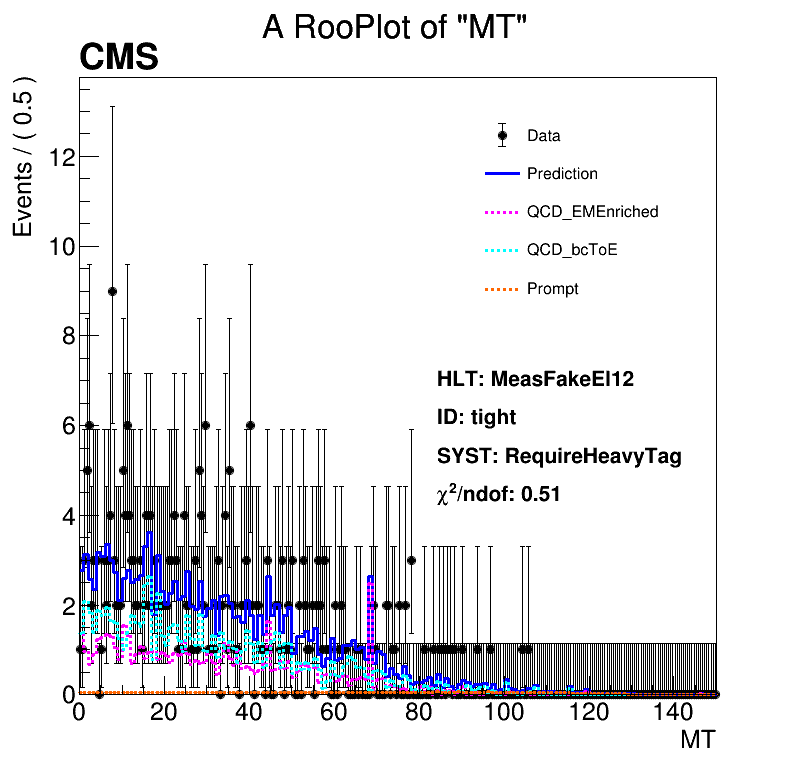 A RooPlot of "MT"
CMS
Events / ( 0.5 )
Data
Prediction
QCD_EMEnriched
QCD_bcToE
Prompt
HLT: MeasFakeEl12
ID: tight
SYST: RequireHeavyTag
χ²/ndof: 0.51
12
10
8
6
4
2
0
0 20 40 60 80 100 120 140
MT